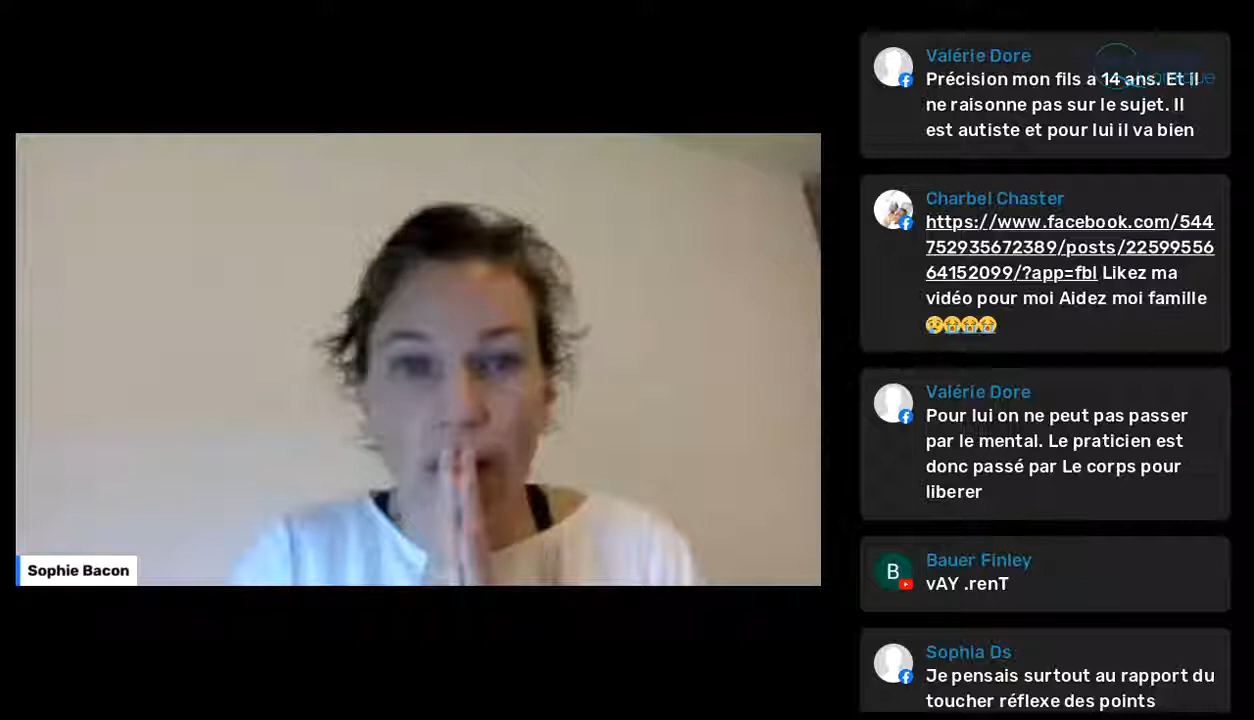 Valérie Dore
Précision mon fils a 14 ans. Et il
ne raisonne pas sur le sujet. Il
est autiste et pour lui il va bien
Charbel Chaster
https://www.facebook.com/544
752935672389/posts/22599556
64152099/?app=fbl Likez ma
vidéo pour moi Aidez moi famille
😢😭😭😭
Valérie Dore
Pour lui on ne peut pas passer
par le mental. Le praticien est
donc passé par Le corps pour
liberer
B
Bauer Finley
vAY .renT
Sophia Ds
Je pensais surtout au rapport du
toucher réflexe des points
Sophie Bacon